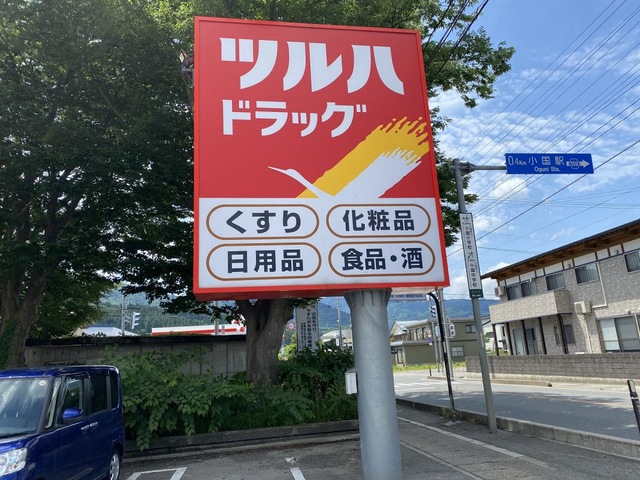 ツルハ
ドラッグ
くすり
化粧品
日用品
食品・酒
0.4Km 小国駅
Oguni Sta.